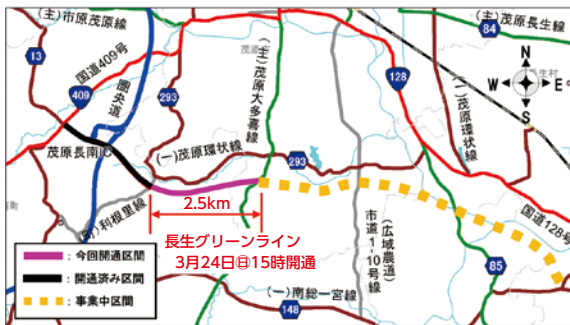 (主)市原茂原線
13
国道409号
409
圏央道
293
(主)茂原大多喜線
128
(主)茂原長生線
84
N
W
E
S
(一)茂原環状線
茂原長南IC
(一)茂原環状線
293
利根里線
2.5km
長生グリーンライン
3月24日㊐15時開通
(広域農道)
市道1-10号線
国道128号
85
(一)南総一宮線
148
:今回開通区間
:開通済み区間
:事業中区間